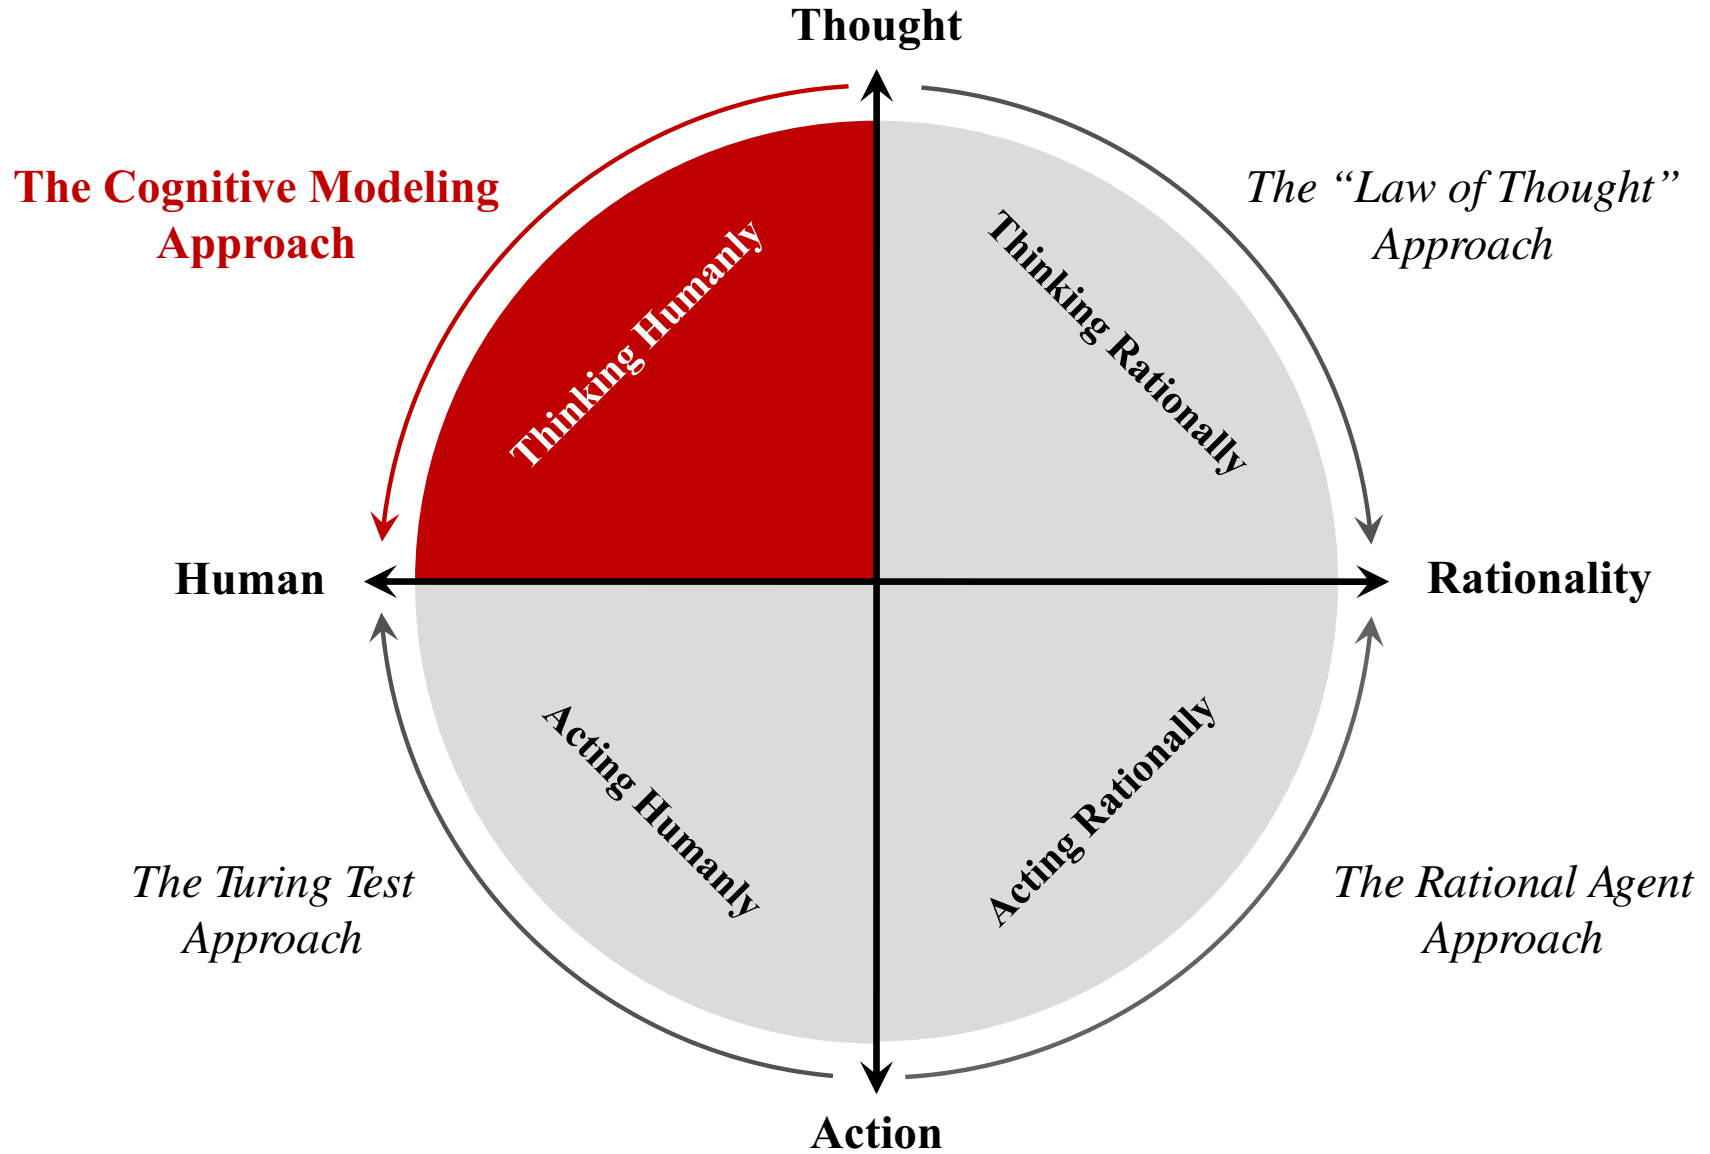 Thought
The Cognitive Modeling
Approach
The “Law of Thought”
Approach
Thinking Humanly
Thinking Rationally
Human
Rationality
Acting Humanly
Acting Rationally
The Turing Test
Approach
The Rational Agent
Approach
Action